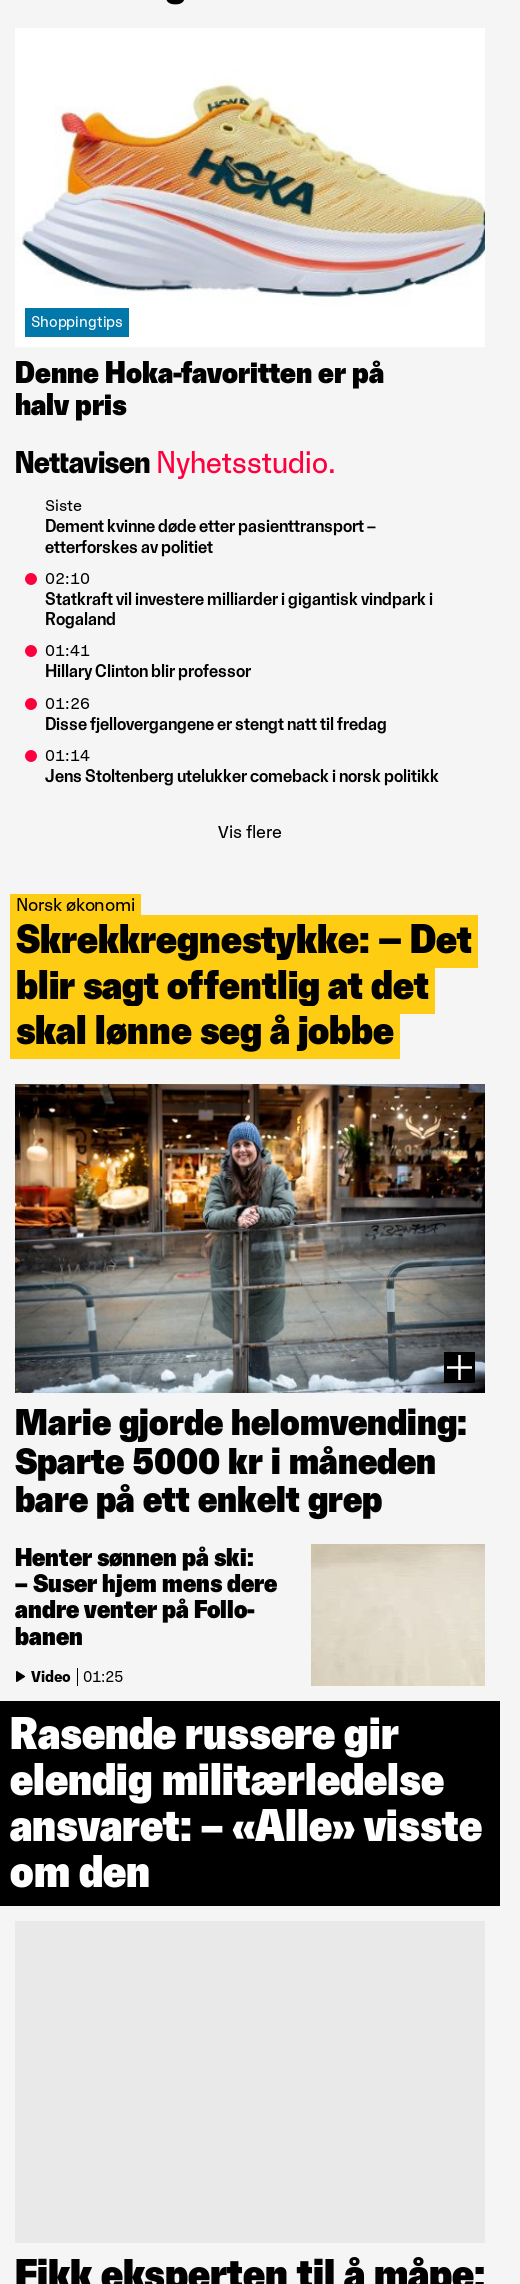 HOKA
HOKA
Shoppingtips
Denne Hoka-favoritten er på
halv pris
Nettavisen Nyhetsstudio.
Siste
Dement kvinne døde etter pasienttransport –
etterforskes av politiet
02:10
Statkraft vil investere milliarder i gigantisk vindpark i
Rogaland
01:41
Hillary Clinton blir professor
01:26
Disse fjellovergangene er stengt natt til fredag
01:14
Jens Stoltenberg utelukker comeback i norsk politikk
Vis flere
Norsk økonomi
Skrekkregnestykke: – Det
blir sagt offentlig at det
skal lønne seg å jobbe
Marie gjorde helomvending:
Sparte 5000 kr i måneden
bare på ett enkelt grep
Henter sønnen på ski:
– Suser hjem mens dere
andre venter på Follo-
banen
Video | 01:25
Rasende russere gir
elendig militærledelse
ansvaret: – «Alle» visste
om den
Fikk eksperten til å måpe: